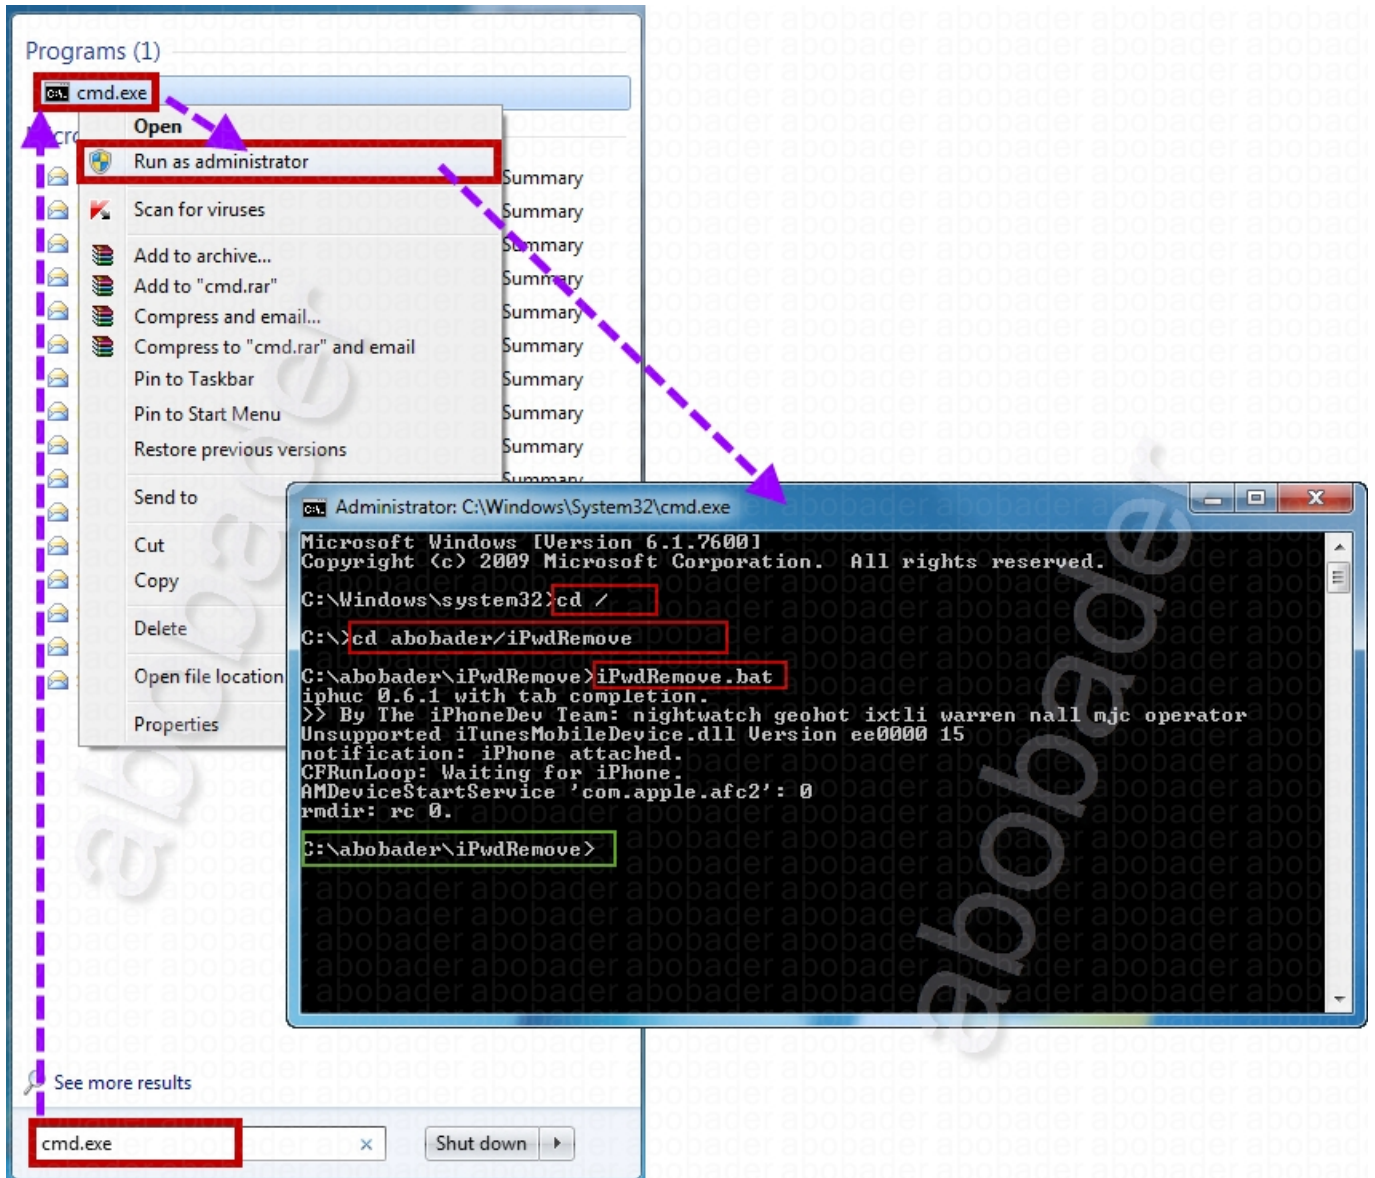 Programs (1)
cmd.exe
Open
Run as administrator
Scan for viruses
Add to archive...
Add to "cmd.rar"
Compress and email...
Compress to "cmd.rar" and email
Pin to Taskbar
Pin to Start Menu
Restore previous versions
Send to
Cut
Copy
Delete
Open file location
Properties
Summary
Summary
Summary
Summary
Summary
Summary
Summary
Summary
Summary
Summary
Administrator: C:\Windows\System32\cmd.exe
Microsoft Windows [Version 6.1.7600]
Copyright (c) 2009 Microsoft Corporation. All rights reserved.
C:\Windows\system32>cd /
C:\>cd abobader/iPwdRemove
C:\abobader\iPwdRemove>iPwdRemove.bat
iphuc 0.6.1 with tab completion.
>> By The iPhoneDev Team: nightwatch geohot ixtli warren nall mjc operator
Unsupported iTunesMobileDevice.dll Version ee0000 15
notification: iPhone attached.
CFRunLoop: Waiting for iPhone.
AMDeviceStartService 'com.apple.afc2': 0
rmdir: rc 0.
C:\abobader\iPwdRemove>
See more results
cmd.exe
Shut down
abobader
abobader